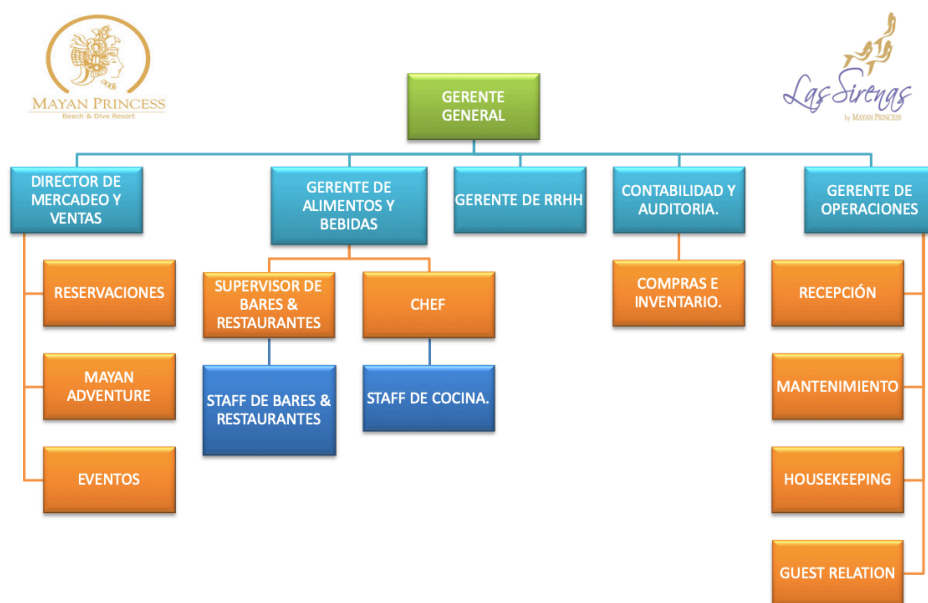 MAYAN PRINCESS
Beach & Dive Resort
Las Sirenas
by MAYAN PRINCESS
GERENTE
GENERAL
DIRECTOR DE
MERCADEO Y
VENTAS
GERENTE DE
ALIMENTOS Y
BEBIDAS
GERENTE DE RRHH
CONTABILIDAD Y
AUDITORIA.
GERENTE DE
OPERACIONES
RESERVACIONES
SUPERVISOR DE
BARES &
RESTAURANTES
CHEF
COMPRAS E
INVENTARIO.
RECEPCIÓN
MAYAN
ADVENTURE
STAFF DE BARES &
RESTAURANTES
STAFF DE COCINA.
MANTENIMIENTO
EVENTOS
HOUSEKEEPING
GUEST RELATION